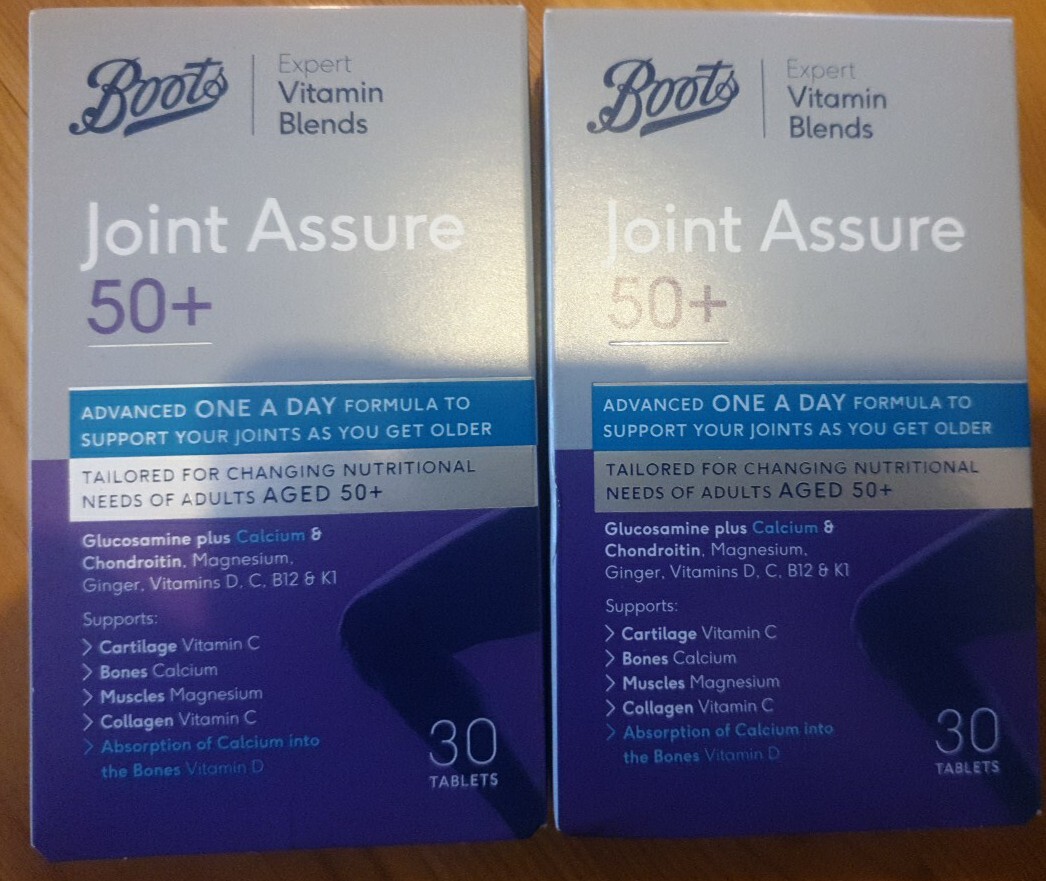 Boots
Expert
Vitamin
Blends
Joint Assure
50+
ADVANCED ONE A DAY FORMULA TO
SUPPORT YOUR JOINTS AS YOU GET OLDER
TAILORED FOR CHANGING NUTRITIONAL
NEEDS OF ADULTS AGED 50+
Glucosamine plus Calcium &
Chondroitin, Magnesium,
Ginger, Vitamins D, C, B12 & K1
Supports:
> Cartilage Vitamin C
> Bones Calcium
> Muscles Magnesium
> Collagen Vitamin C
> Absorption of Calcium into
the Bones Vitamin D
30
TABLETS
Boots
Expert
Vitamin
Blends
Joint Assure
50+
ADVANCED ONE A DAY FORMULA TO
SUPPORT YOUR JOINTS AS YOU GET OLDER
TAILORED FOR CHANGING NUTRITIONAL
NEEDS OF ADULTS AGED 50+
Glucosamine plus Calcium &
Chondroitin, Magnesium,
Ginger, Vitamins D, C, B12 & K1
Supports:
> Cartilage Vitamin C
> Bones Calcium
> Muscles Magnesium
> Collagen Vitamin C
> Absorption of Calcium into
the Bones Vitamin D
30
TABLETS